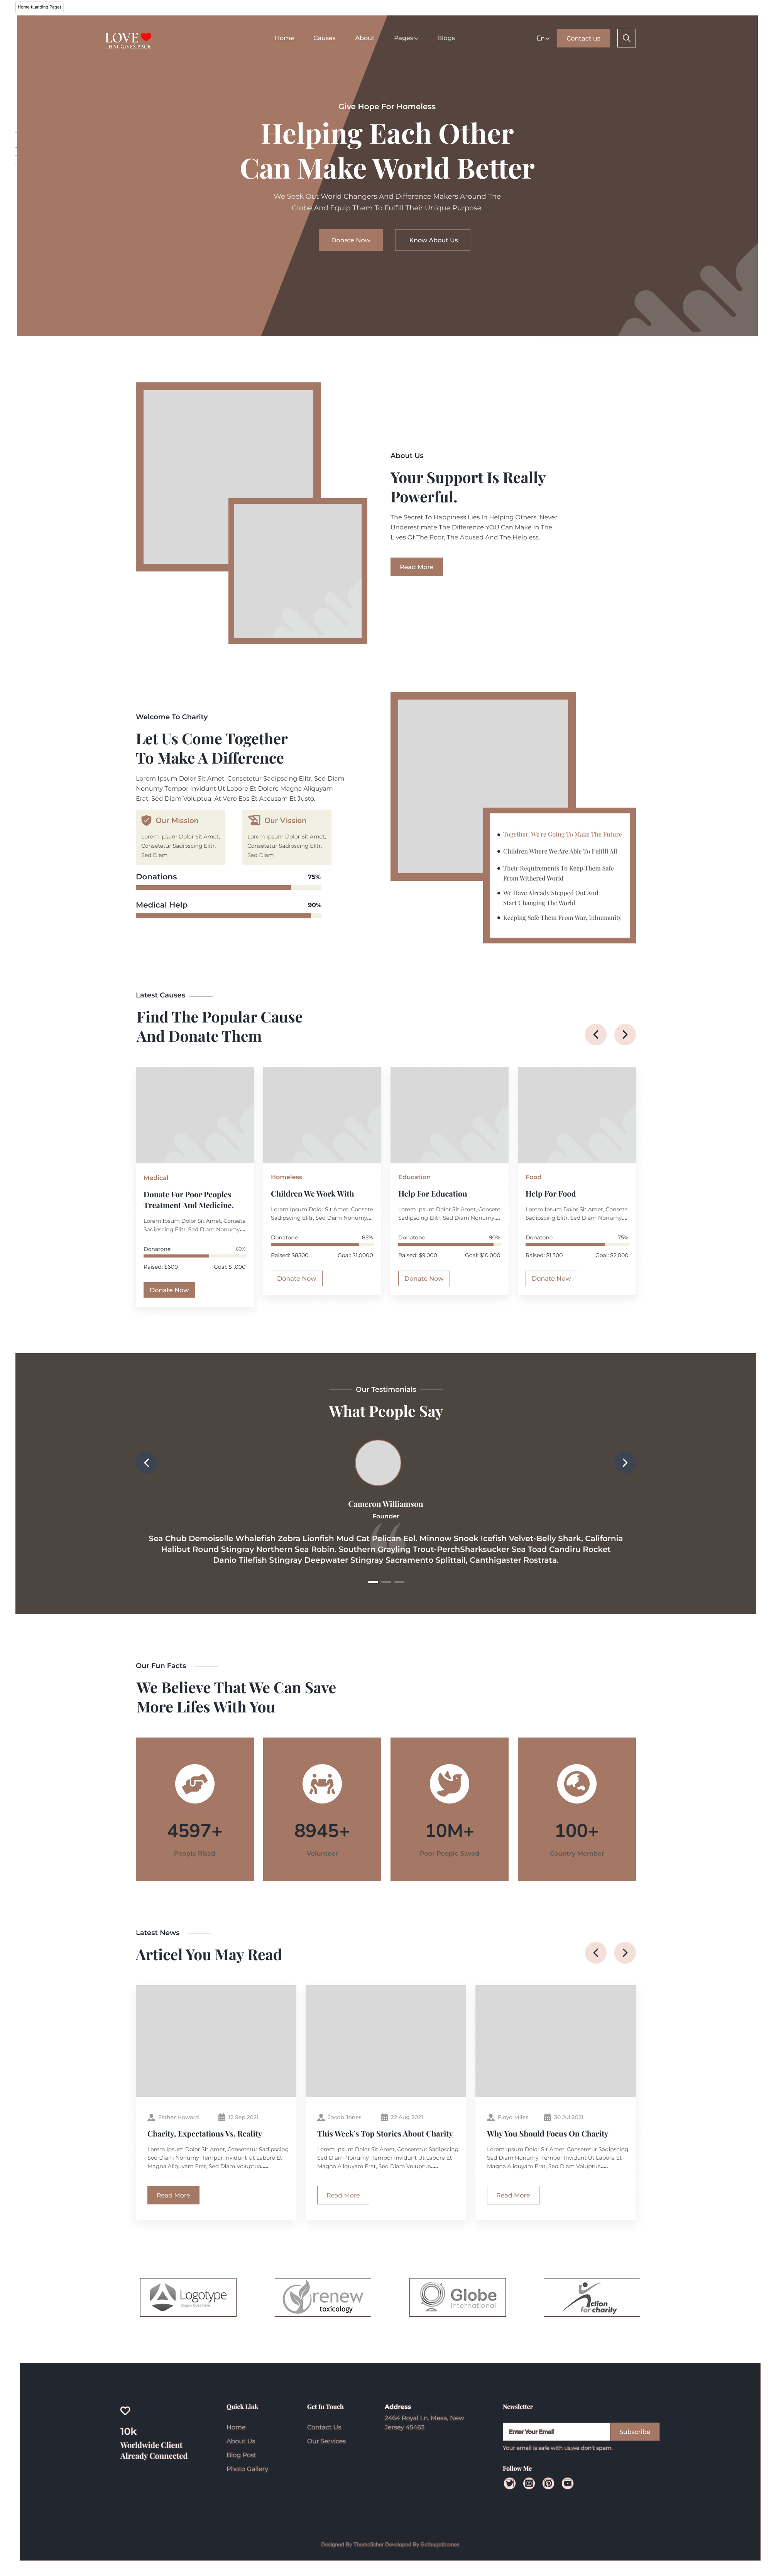 Home (Landing Page)
LOVE
THAT GIVES BACK
Home
Causes
About
Pages
Blogs
En
Contact us
Give Hope For Homeless
Helping Each Other
Can Make World Better
We Seek Out World Changers And Difference Makers Around The
Globe,And Equip Them To Fulfill Their Unique Purpose.
Donate Now
Know About Us
About Us
Your Support Is Really
Powerful.
The Secret To Happiness Lies In Helping Others. Never
Underestimate The Difference YOU Can Make In The
Lives Of The Poor, The Abused And The Helpless.
Read More
Welcome To Charity
Let Us Come Together
To Make A Difference
Lorem Ipsum Dolor Sit Amet, Consetetur Sadipscing Elitr, Sed Diam
Nonumy Tempor Invidunt Ut Labore Et Dolore Magna Aliquyam
Erat, Sed Diam Voluptua. At Vero Eos Et Accusam Et Justo.
Our Mission
Lorem Ipsum Dolor Sit Amet,
Consetetur Sadipscing Elitr,
Sed Diam
Our Vission
Lorem Ipsum Dolor Sit Amet,
Consetetur Sadipscing Elitr,
Sed Diam
Donations
75%
Medical Help
90%
Together, We're Going To Make The Future
Children Where We Are Able To Fulfill All
Their Requirements To Keep Them Safe
From Withered World
We Have Already Stepped Out And
Start Changing The World
Keeping Safe Them From War, Inhumanity
Latest Causes
Find The Popular Cause
And Donate Them
Medical
Donate For Poor Peoples
Treatment And Medicine.
Lorem Ipsum Dolor Sit Amet, Consete
Sadipscing Elitr, Sed Diam Nonumy....
Donatone
60%
Raised: $600
Goal: $1,000
Donate Now
Homeless
Children We Work With
Lorem Ipsum Dolor Sit Amet, Consete
Sadipscing Elitr, Sed Diam Nonumy....
Donatone
85%
Raised: $8500
Goal: $1,0000
Donate Now
Education
Help For Education
Lorem Ipsum Dolor Sit Amet, Consete
Sadipscing Elitr, Sed Diam Nonumy....
Donatone
90%
Raised: $9,000
Goal: $10,000
Donate Now
Food
Help For Food
Lorem Ipsum Dolor Sit Amet, Consete
Sadipscing Elitr, Sed Diam Nonumy....
Donatone
75%
Raised: $1,500
Goal: $2,000
Donate Now
Our Testimonials
What People Say
Cameron Williamson
Founder
Sea Chub Demoiselle Whalefish Zebra Lionfish Mud Cat Pelican Eel. Minnow Snoek Icefish Velvet-Belly Shark, California
Halibut Round Stingray Northern Sea Robin. Southern Grayling Trout-PerchSharksucker Sea Toad Candiru Rocket
Danio Tilefish Stingray Deepwater Stingray Sacramento Splittail, Canthigaster Rostrata.
Our Fun Facts
We Believe That We Can Save
More Lifes With You
4597+
People Rised
8945+
Volunteer
10M+
Poor People Saved
100+
Country Member
Latest News
Articel You May Read
Esther Howard
12 Sep 2021
Charity, Expectations Vs. Reality
Lorem Ipsum Dolor Sit Amet, Consetetur Sadipscing
Sed Diam Nonumy Tempor Invidunt Ut Labore Et
Magna Aliquyam Erat, Sed Diam Voluptua.....
Read More
Jacob Jones
22 Aug 2021
This Week's Top Stories About Charity
Lorem Ipsum Dolor Sit Amet, Consetetur Sadipscing
Sed Diam Nonumy Tempor Invidunt Ut Labore Et
Magna Aliquyam Erat, Sed Diam Voluptua.....
Read More
Floyd Miles
30 Jul 2021
Why You Should Focus On Charity
Lorem Ipsum Dolor Sit Amet, Consetetur Sadipscing
Sed Diam Nonumy Tempor Invidunt Ut Labore Et
Magna Aliquyam Erat, Sed Diam Voluptua.....
Read More
Logotype
renew
toxicology
Globe
international
action
for charity
10k
Worldwide Client
Already Connected
Quick Link
Home
About Us
Blog Post
Photo Gallery
Get In Touch
Contact Us
Our Services
Address
2464 Royal Ln. Mesa, New
Jersey 45463
Newsletter
Enter Your Email
Subscribe
Your email is safe with us,we don't spam.
Follow Me
Designed By Themefisher Developed By Gethugothemes